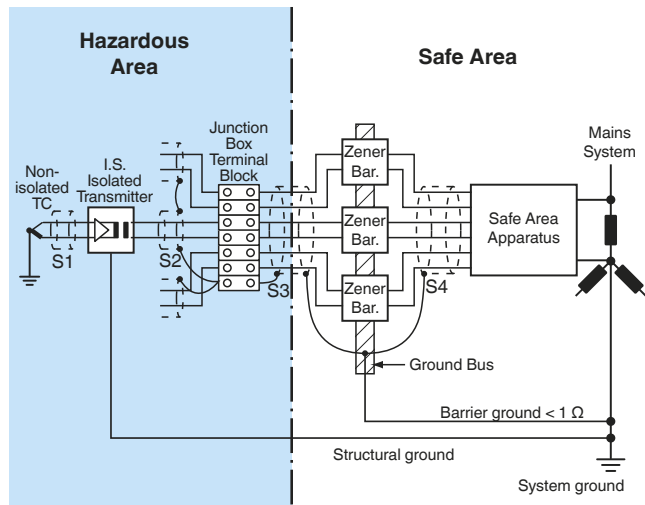 Hazardous
Area
Safe Area
Junction
Box
Terminal
Block
Mains
System
Non-
isolated
TC
I.S.
Isolated
Transmitter
Zener
Bar.
Zener
Bar.
Zener
Bar.
Safe Area
Apparatus
S1
S2
S3
S4
Ground Bus
Barrier ground < 1 Ω
Structural ground
System ground